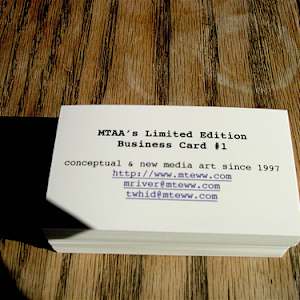 MTAA's Limited Edition
Business Card #1
conceptual & new media art since 1997
http://www.mteww.com
mriver@mteww.com
twhid@mteww.com